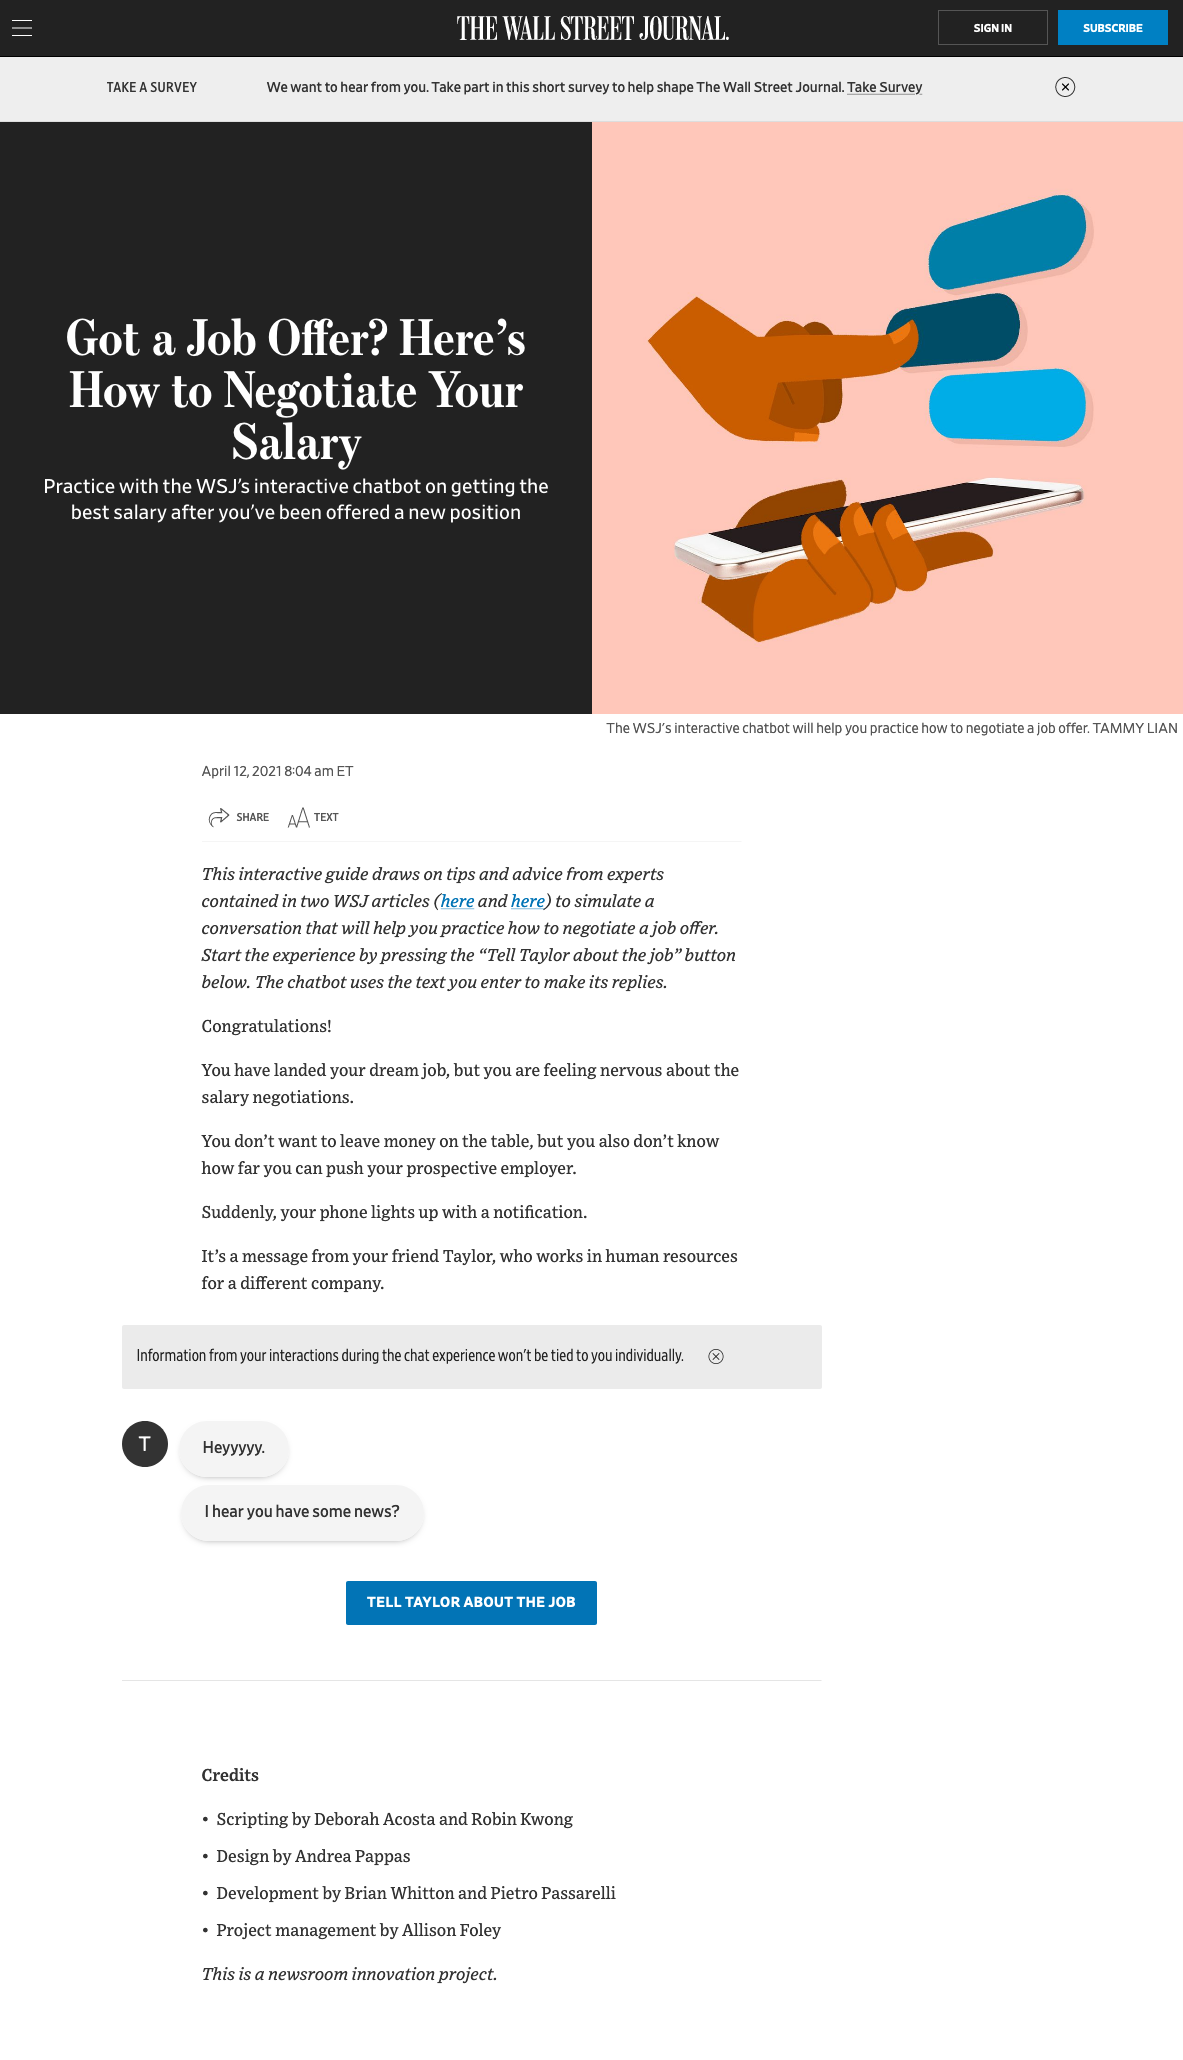 THE WALL STREET JOURNAL.
SIGN IN
SUBSCRIBE
TAKE A SURVEY
We want to hear from you. Take part in this short survey to help shape The Wall Street Journal. Take Survey
Got a Job Offer? Here’s
How to Negotiate Your
Salary
Practice with the WSJ’s interactive chatbot on getting the
best salary after you’ve been offered a new position
The WSJ’s interactive chatbot will help you practice how to negotiate a job offer. TAMMY LIAN
April 12, 2021 8:04 am ET
SHARE
AA TEXT
This interactive guide draws on tips and advice from experts
contained in two WSJ articles (here and here) to simulate a
conversation that will help you practice how to negotiate a job offer.
Start the experience by pressing the “Tell Taylor about the job” button
below. The chatbot uses the text you enter to make its replies.
Congratulations!
You have landed your dream job, but you are feeling nervous about the
salary negotiations.
You don’t want to leave money on the table, but you also don’t know
how far you can push your prospective employer.
Suddenly, your phone lights up with a notification.
It’s a message from your friend Taylor, who works in human resources
for a different company.
Information from your interactions during the chat experience won’t be tied to you individually.
T
Heyyyyy.
I hear you have some news?
TELL TAYLOR ABOUT THE JOB
Credits
• Scripting by Deborah Acosta and Robin Kwong
• Design by Andrea Pappas
• Development by Brian Whitton and Pietro Passarelli
• Project management by Allison Foley
This is a newsroom innovation project.